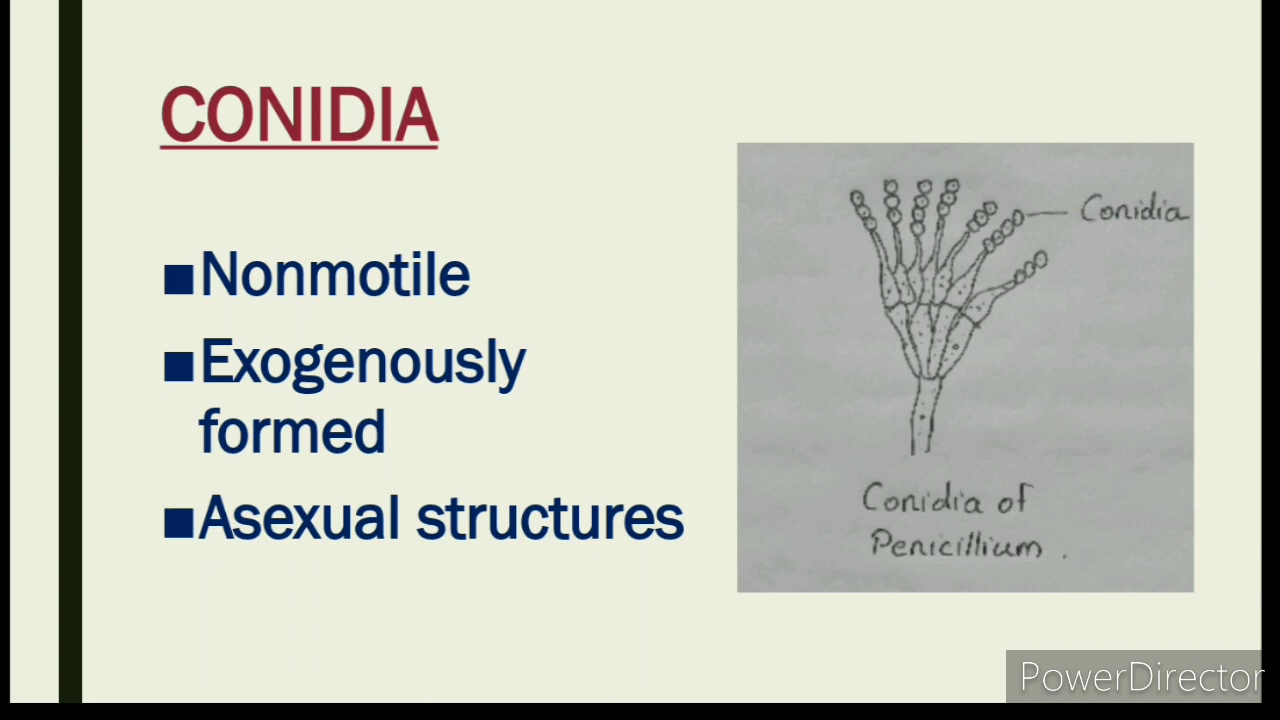 CONIDIA
■Nonmotile
■Exogenously
formed
■Asexual structures
Conidia
Conidia of
Penicillium .
PowerDirector